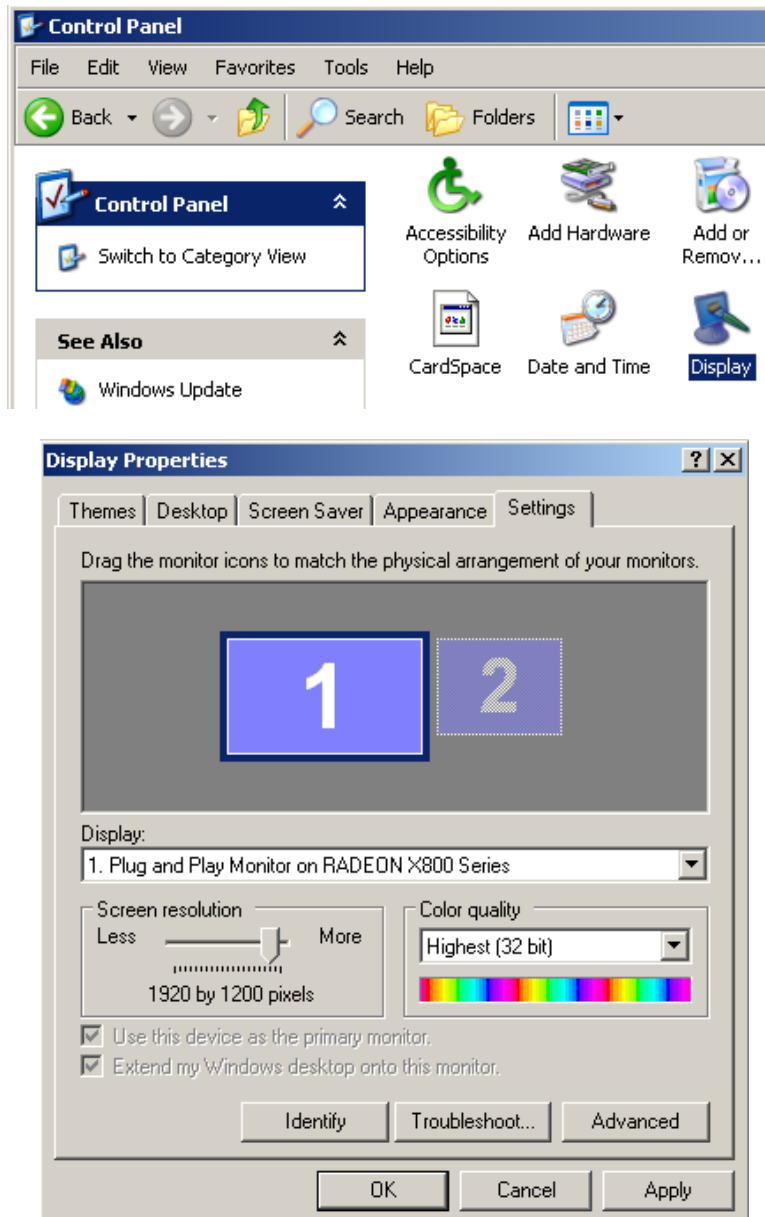 Control Panel
File Edit View Favorites Tools Help
Back Search Folders
Control Panel
Switch to Category View
See Also
Windows Update
Accessibility Options
Add Hardware
Add or Remov...
CardSpace
Date and Time
Display
Display Properties
Themes Desktop Screen Saver Appearance Settings
Drag the monitor icons to match the physical arrangement of your monitors.
1 2
Display:
1. Plug and Play Monitor on RADEON X800 Series
Screen resolution
Less More
1920 by 1200 pixels
Color quality
Highest (32 bit)
Use this device as the primary monitor.
Extend my Windows desktop onto this monitor.
Identify Troubleshoot... Advanced
OK Cancel Apply